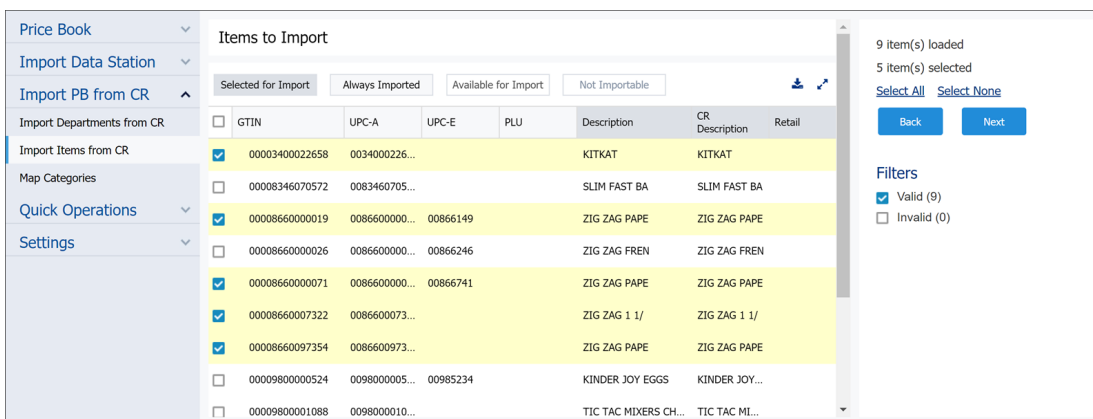 Price Book
Import Data Station
Import PB from CR
Import Departments from CR
Import Items from CR
Map Categories
Quick Operations
Settings
Items to Import
Selected for Import Always Imported Available for Import Not Importable
GTIN UPC-A UPC-E PLU Description CR Description Retail
00003400022658 0034000226... KITKAT KITKAT
00008346070572 0083460705... SLIM FAST BA SLIM FAST BA
00008660000019 0086600000... 00866149 ZIG ZAG PAPE ZIG ZAG PAPE
00008660000026 0086600000... 00866246 ZIG ZAG FREN ZIG ZAG FREN
00008660000071 0086600000... 00866741 ZIG ZAG PAPE ZIG ZAG PAPE
00008660007322 0086600073... ZIG ZAG 1 1/ ZIG ZAG 1 1/
00008660097354 0086600973... ZIG ZAG PAPE ZIG ZAG PAPE
00009800000524 0098000005... 00985234 KINDER JOY EGGS KINDER JOY...
00009800001088 0098000010... TIC TAC MIXERS CH... TIC TAC MI...
9 item(s) loaded
5 item(s) selected
Select All Select None
Back Next
Filters
Valid (9)
Invalid (0)